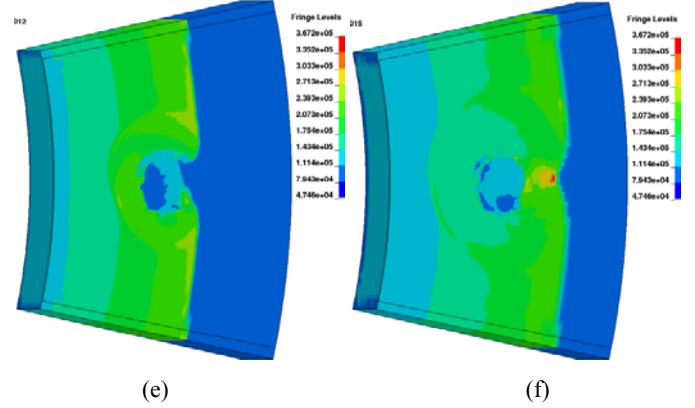 D12
Fringe Levels
3.672e+05
3.352e+05
3.033e+05
2.713e+05
2.393e+05
2.073e+05
1.754e+05
1.434e+05
1.114e+05
7.943e+04
4.746e+04
D15
Fringe Levels
3.672e+05
3.352e+05
3.033e+05
2.713e+05
2.393e+05
2.073e+05
1.754e+05
1.434e+05
1.114e+05
7.943e+04
4.746e+04
(e)
(f)